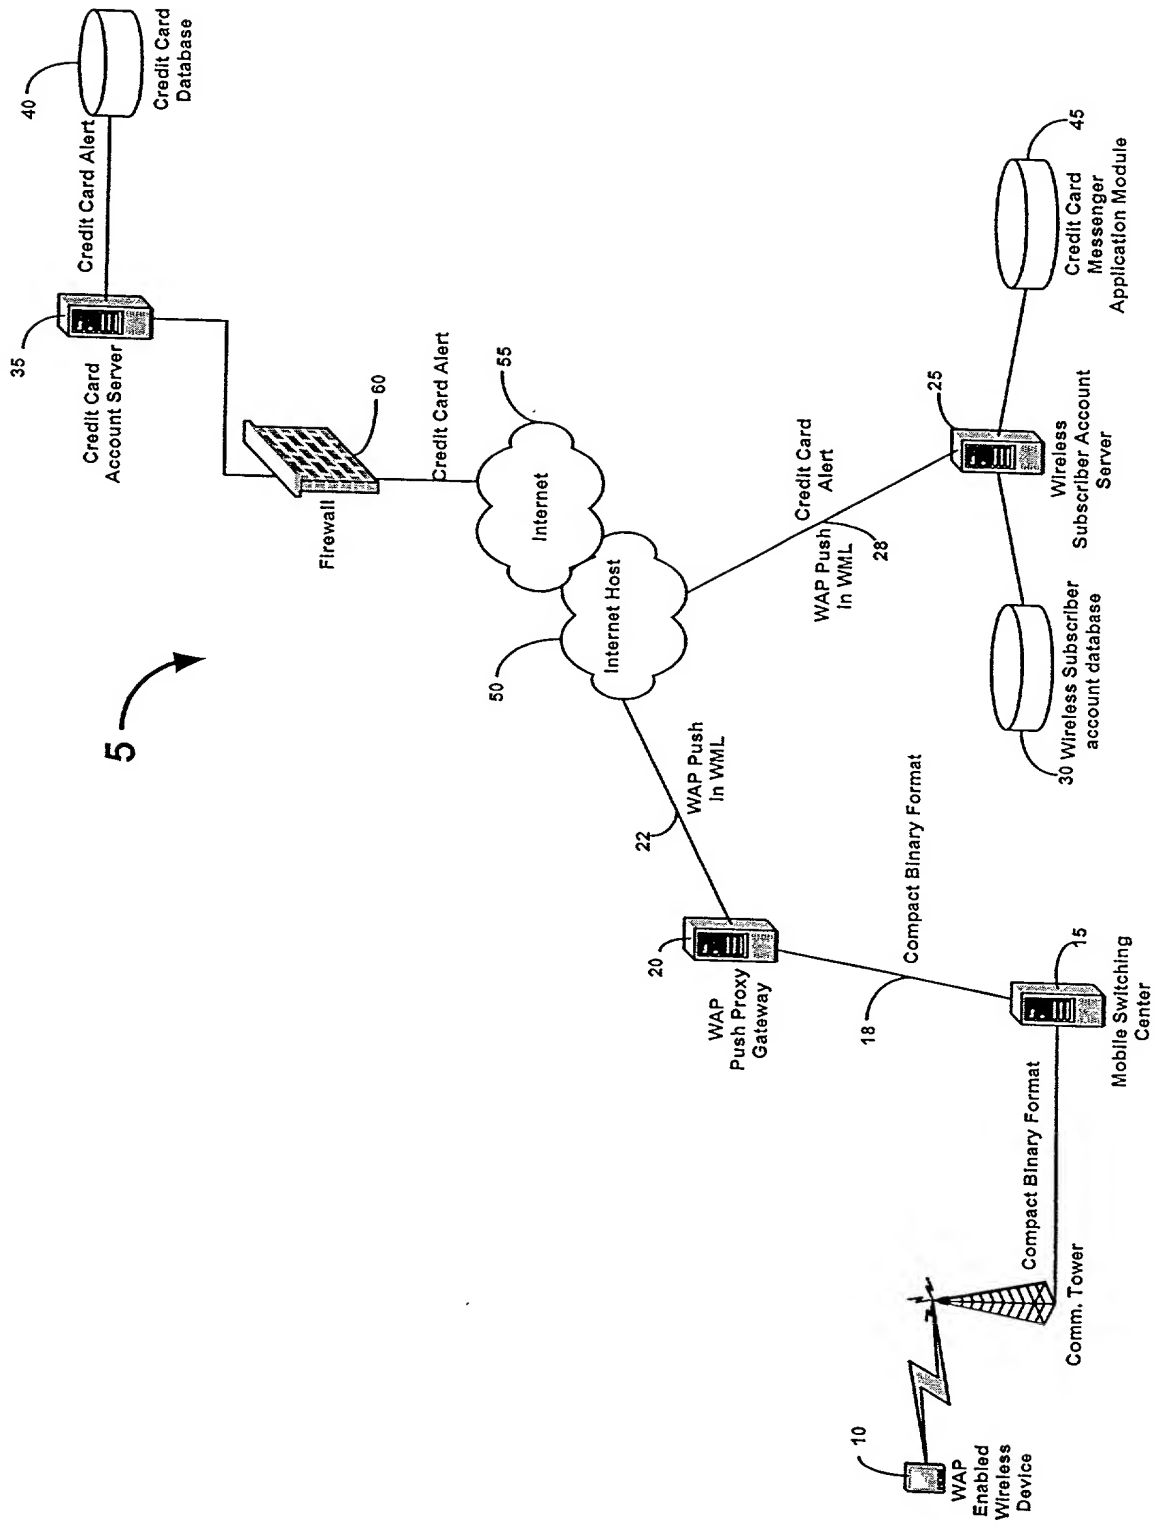 5
40
Credit Card Alert
Credit Card
Database
35
Credit Card
Account Server
60
Firewall
Credit Card Alert
55
Internet
50
Internet Host
Credit Card
Alert
WAP Push
In WML
28
25
Wireless
Subscriber Account
Server
45
Credit Card
Messenger
Application Module
30 Wireless Subscriber
account database
22
WAP Push
In WML
20
WAP
Push Proxy
Gateway
18
Compact Binary Format
15
Mobile Switching
Center
Compact Binary Format
Comm. Tower
10
WAP
Enabled
Wireless
Device